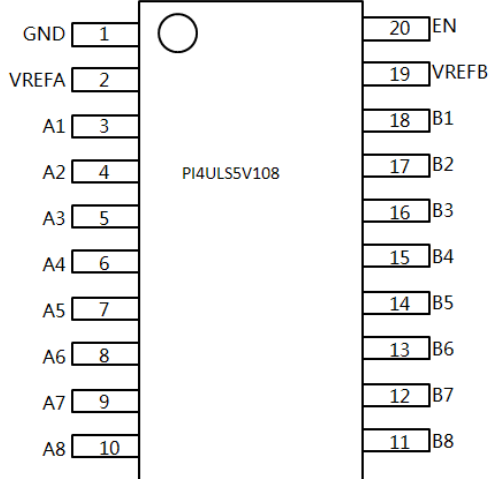 GND 1 20 EN
VREFA 2 19 VREFB
A1 3 18 B1
A2 4 PI4ULS5V108 17 B2
A3 5 16 B3
A4 6 15 B4
A5 7 14 B5
A6 8 13 B6
A7 9 12 B7
A8 10 11 B8